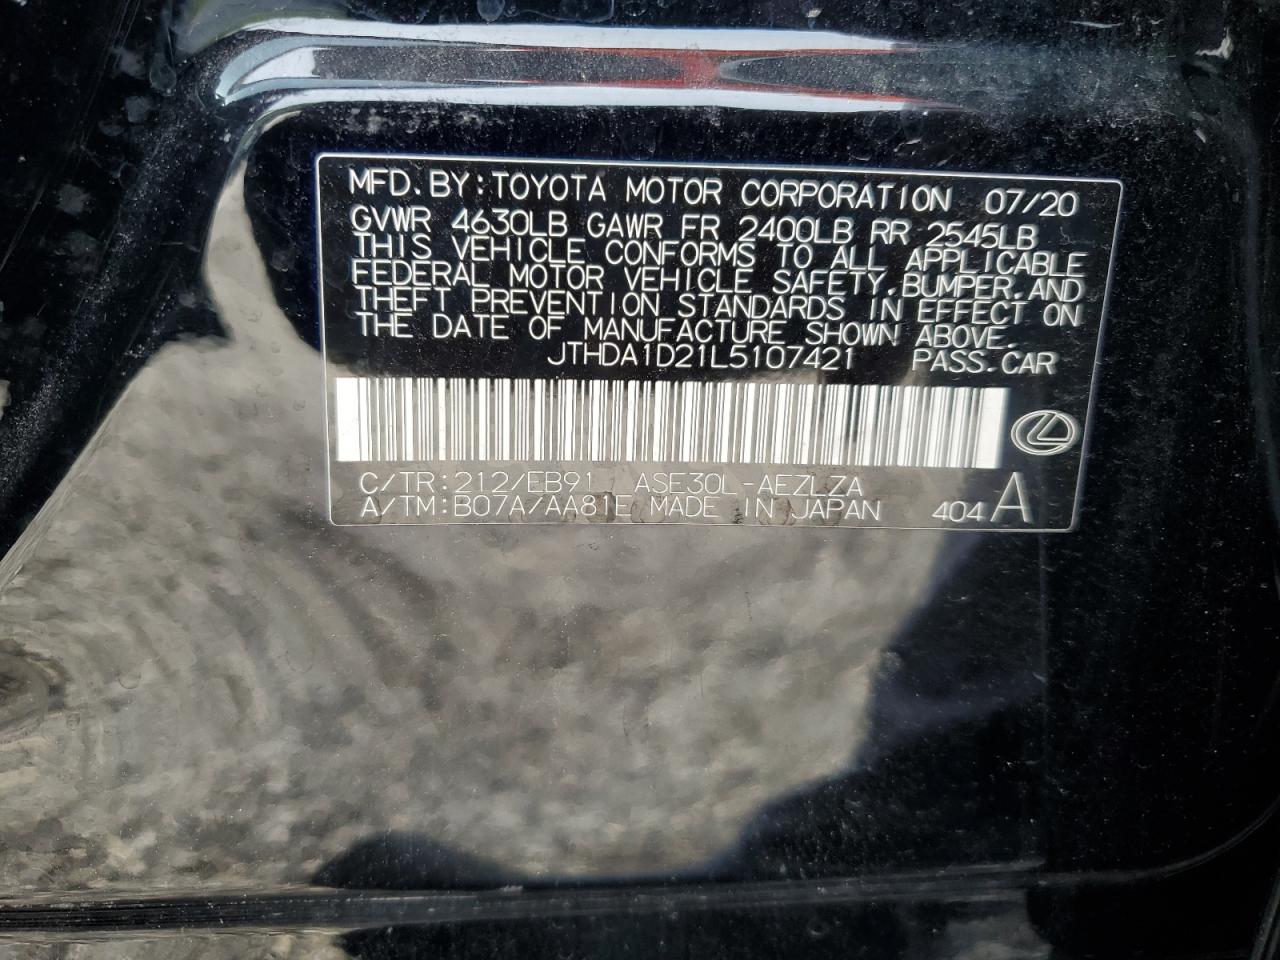 MFD.BY:TOYOTA MOTOR CORPORATION 07/20
GVWR 4630LB GAWR FR 2400LB RR 2545LB
THIS VEHICLE CONFORMS TO ALL APPLICABLE
FEDERAL MOTOR VEHICLE SAFETY,BUMPER,AND
THEFT PREVENTION STANDARDS IN EFFECT ON
THE DATE OF MANUFACTURE SHOWN ABOVE.
JTHDA1D21L5107421 PASS.CAR
C/TR:212/EB91 ASE30L-AEZLZA
A/TM:B07A/AA81E MADE IN JAPAN 404 A